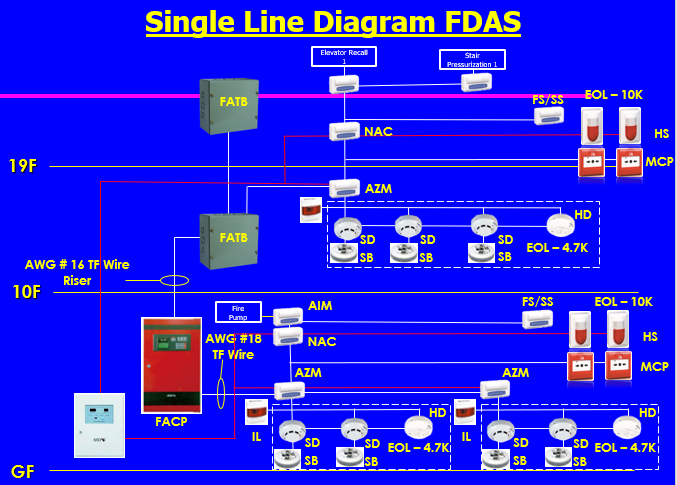 Single Line Diagram FDAS
Elevator Recall
1
Stair
Pressurization 1
FATB
FS/SS
EOL – 10K
NAC
HS
19F
MCP
AZM
HD
FATB
SD
SD
SD
EOL – 4.7K
SB
SB
SB
AWG # 16 TF Wire
Riser
10F
Fire
Pump
AIM
FS/SS
EOL – 10K
AWG #18
TF Wire
NAC
HS
MCP
AZM
AZM
FACP
IL
HD
IL
HD
SD
SD
EOL – 4.7K
SD
SD
EOL – 4.7K
SB
SB
SB
SB
GF